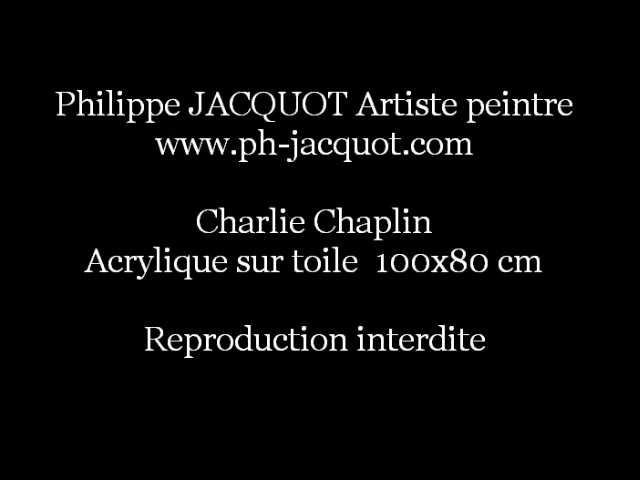 Philippe JACQUOT Artiste peintre
www.ph-jacquot.com
Charlie Chaplin
Acrylique sur toile 100x80 cm
Reproduction interdite